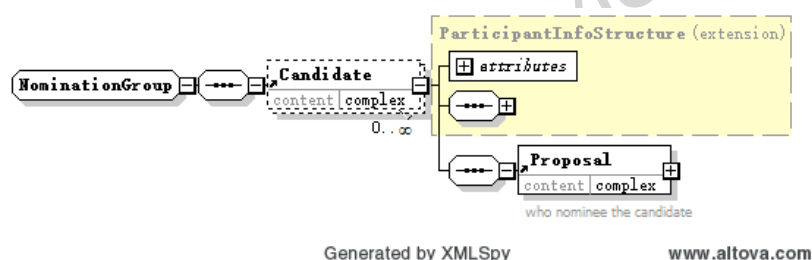 ParticipantInfoStructure (extension)
attributes
NominationGroup
Candidate
content complex
0..∞
Proposal
content complex
who nominee the candidate
Generated by XMLSpy www.altova.com